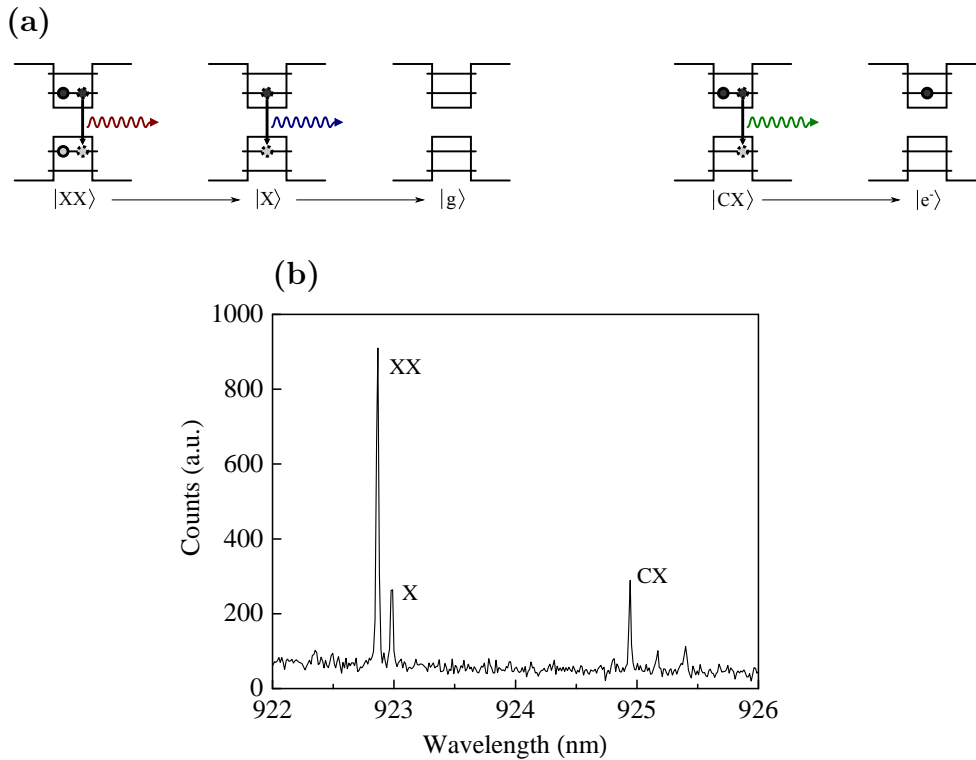 (a)
|XX⟩ |X⟩ |g⟩ |CX⟩ |e⁻⟩
(b)
1000
800
600
400
200
0
Counts (a.u.)
XX
X
CX
922 923 924 925 926
Wavelength (nm)